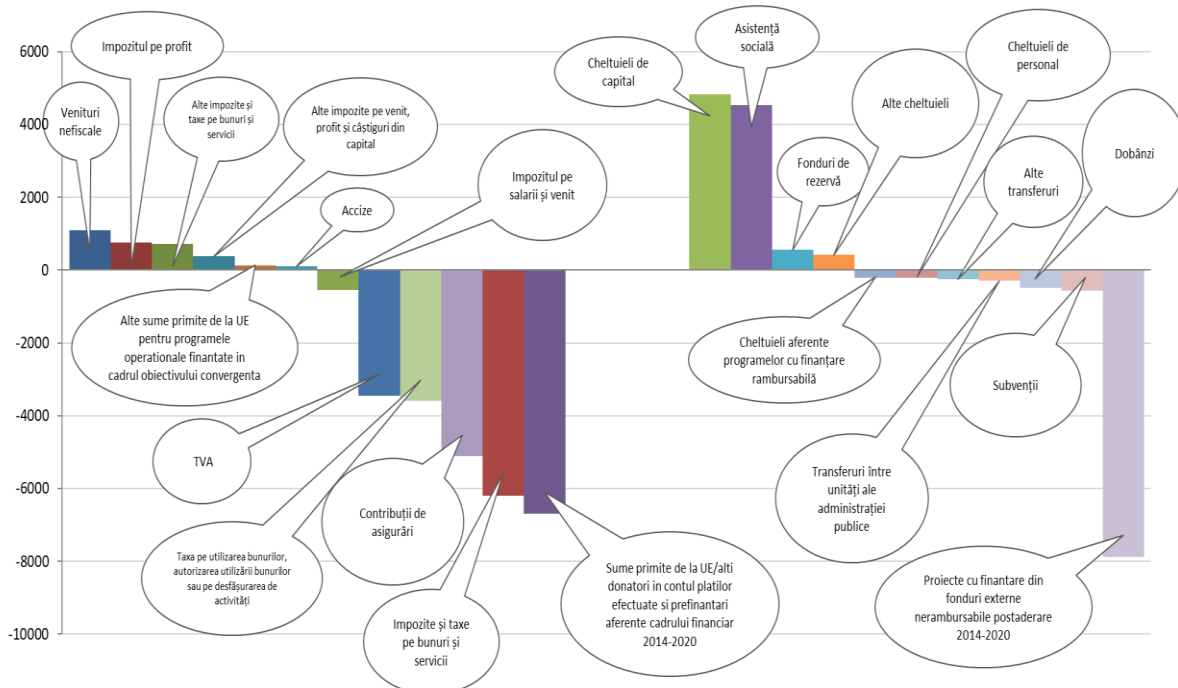 6000
4000
2000
0
-2000
-4000
-6000
-8000
-10000
Venituri
nefiscale
Impozitul pe profit
Alte impozite și
taxe pe bunuri și
servicii
Alte impozite pe venit,
profit și câștiguri din
capital
Accize
Impozitul pe
salarii și venit
Alte sume primite de la UE
pentru programele
operationale finantate in
cadrul obiectivului convergenta
TVA
Taxa pe utilizarea bunurilor,
autorizarea utilizării bunurilor
sau pe desfășurarea de
activități
Contribuții de
asigurări
Impozite și taxe
pe bunuri și
servicii
Sume primite de la UE/alti
donatori in contul platilor
efectuate si prefinantari
aferente cadrului financiar
2014-2020
Cheltuieli de
capital
Asistență
socială
Fonduri de
rezervă
Alte cheltuieli
Cheltuieli de
personal
Alte
transferuri
Dobânzi
Cheltuieli aferente
programelor cu finanțare
rambursabilă
Transferuri între
unități ale
administrației
publice
Subvenții
Proiecte cu finantare din
fonduri externe
nerambursabile postaderare
2014-2020